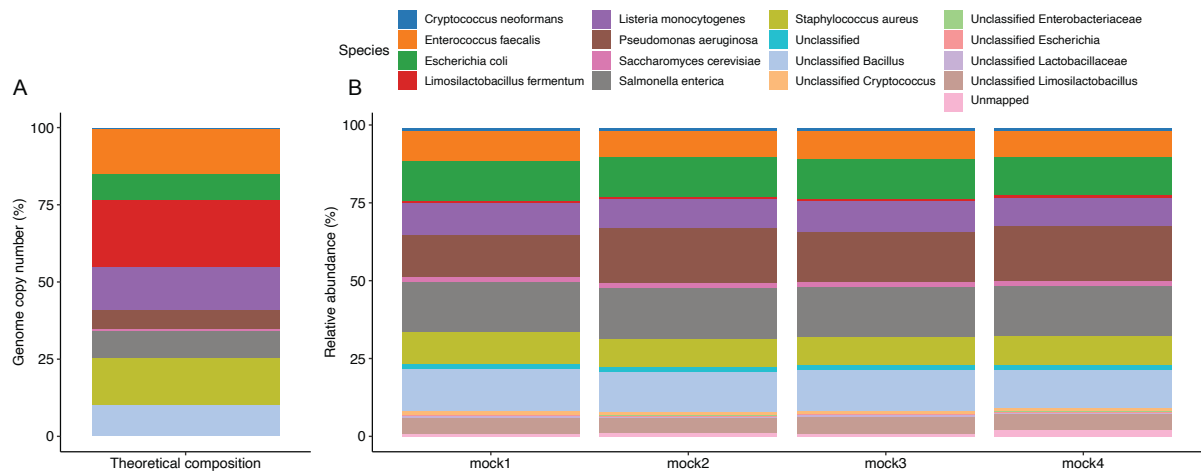 Species
Cryptococcus neoformans
Enterococcus faecalis
Escherichia coli
Limosilactobacillus fermentum
Listeria monocytogenes
Pseudomonas aeruginosa
Saccharomyces cerevisiae
Salmonella enterica
Staphylococcus aureus
Unclassified
Unclassified Bacillus
Unclassified Cryptococcus
Unclassified Enterobacteriaceae
Unclassified Escherichia
Unclassified Lactobacillaceae
Unclassified Limosilactobacillus
Unmapped
A
Genome copy number (%)
100
75
50
25
0
Theoretical composition
B
Relative abundance (%)
100
75
50
25
0
mock1 mock2 mock3 mock4